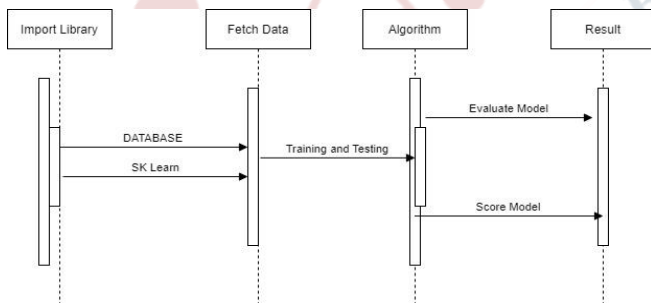 Import Library
Fetch Data
Algorithm
Result
Evaluate Model
DATABASE
Training and Testing
SK Learn
Score Model